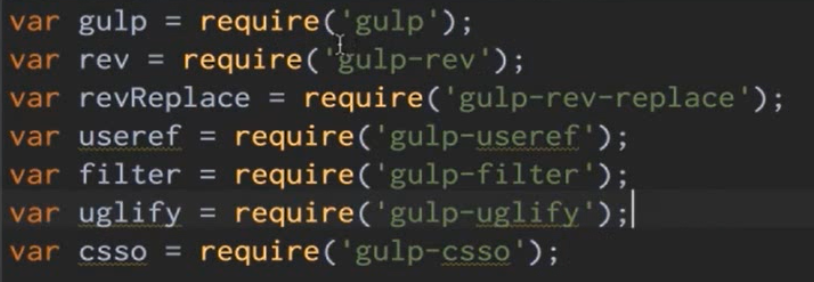 var gulp = require('gulp');
var rev = require('gulp-rev');
var revReplace = require('gulp-rev-replace');
var useref = require('gulp-useref');
var filter = require('gulp-filter');
var uglify = require('gulp-uglify');
var csso = require('gulp-csso');